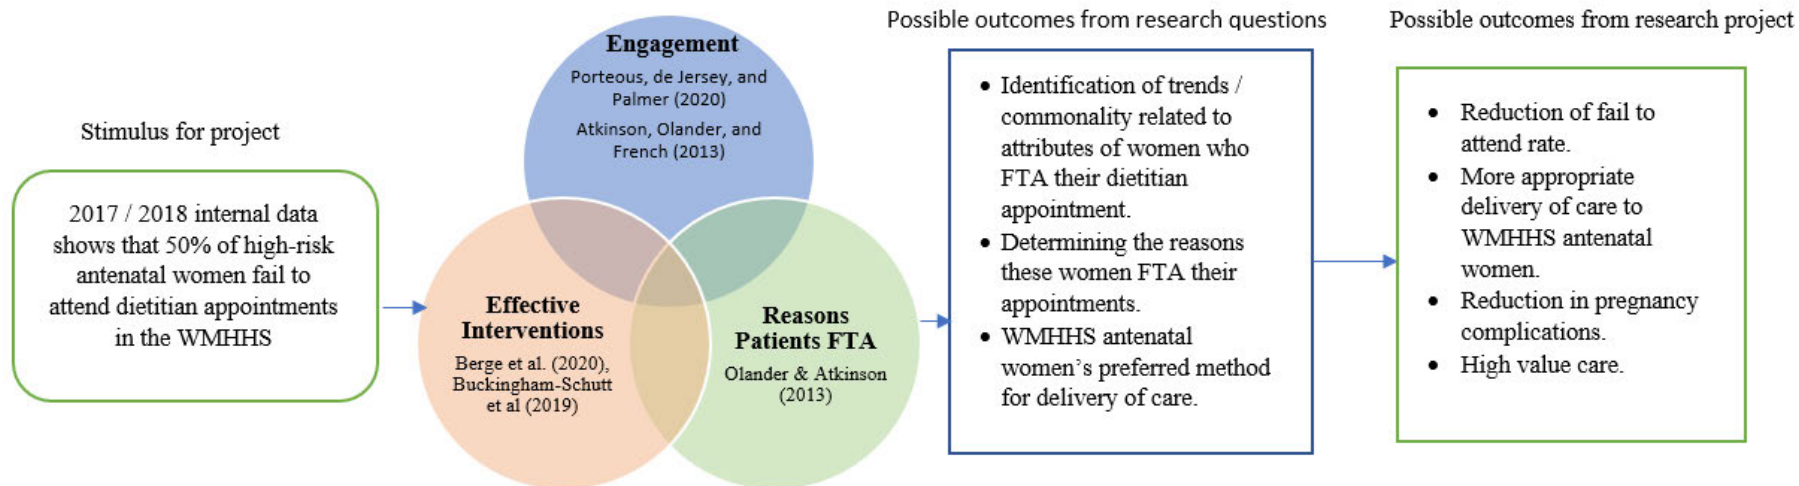 Stimulus for project
2017 / 2018 internal data
shows that 50% of high-risk
antenatal women fail to
attend dietitian appointments
in the WMHHS
Engagement
Porteous, de Jersey, and
Palmer (2020)
Atkinson, Olander, and
French (2013)
Effective
Interventions
Berge et al. (2020),
Buckingham-Schutt
et al (2019)
Reasons
Patients FTA
Olander & Atkinson
(2013)
Possible outcomes from research questions
• Identification of trends /
commonality related to
attributes of women who
FTA their dietitian
appointment.
• Determining the reasons
these women FTA their
appointments.
• WMHHS antenatal
women’s preferred method
for delivery of care.
Possible outcomes from research project
• Reduction of fail to
attend rate.
• More appropriate
delivery of care to
WMHHS antenatal
women.
• Reduction in pregnancy
complications.
• High value care.